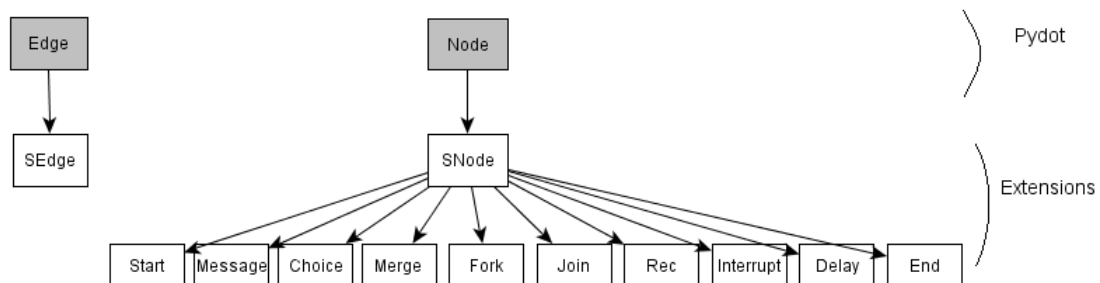 Edge
Node
Pydot
SEdge
SNode
Extensions
Start
Message
Choice
Merge
Fork
Join
Rec
Interrupt
Delay
End